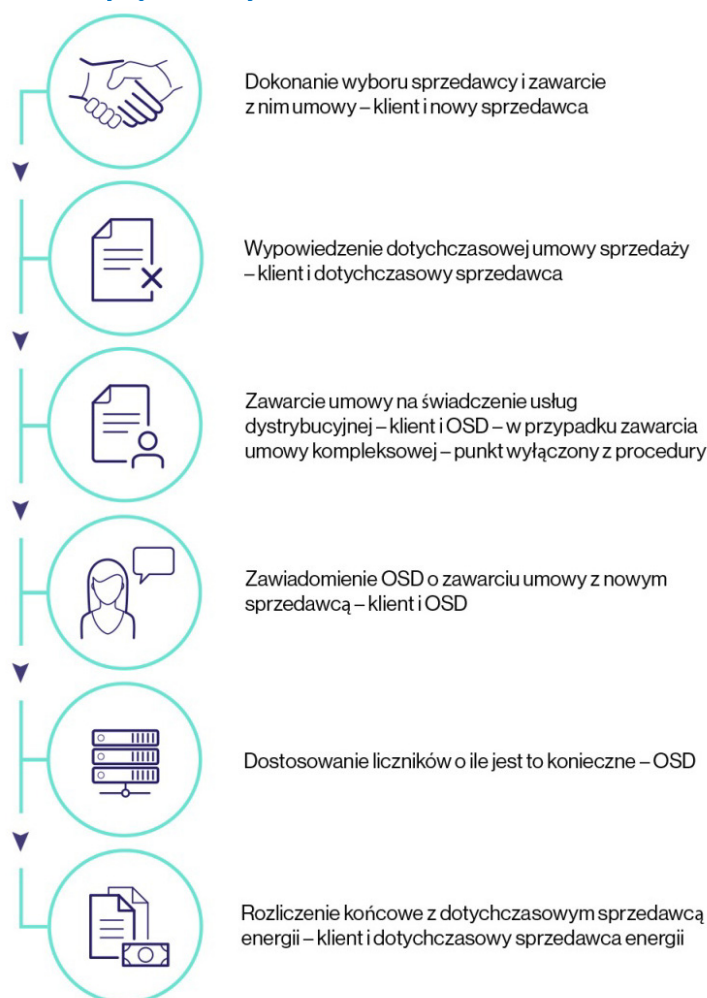 Dokonanie wyboru sprzedawcy i zawarcie
z nim umowy – klient i nowy sprzedawca
Wypowiedzenie dotychczasowej umowy sprzedaży
– klient i dotychczasowy sprzedawca
Zawarcie umowy na świadczenie usług
dystrybucyjnej – klient i OSD – w przypadku zawarcia
umowy kompleksowej – punkt wyłączony z procedury
Zawiadomienie OSD o zawarciu umowy z nowym
sprzedawcą – klient i OSD
Dostosowanie liczników o ile jest to konieczne – OSD
Rozliczenie końcowe z dotychczasowym sprzedawcą
energii – klient i dotychczasowy sprzedawca energii